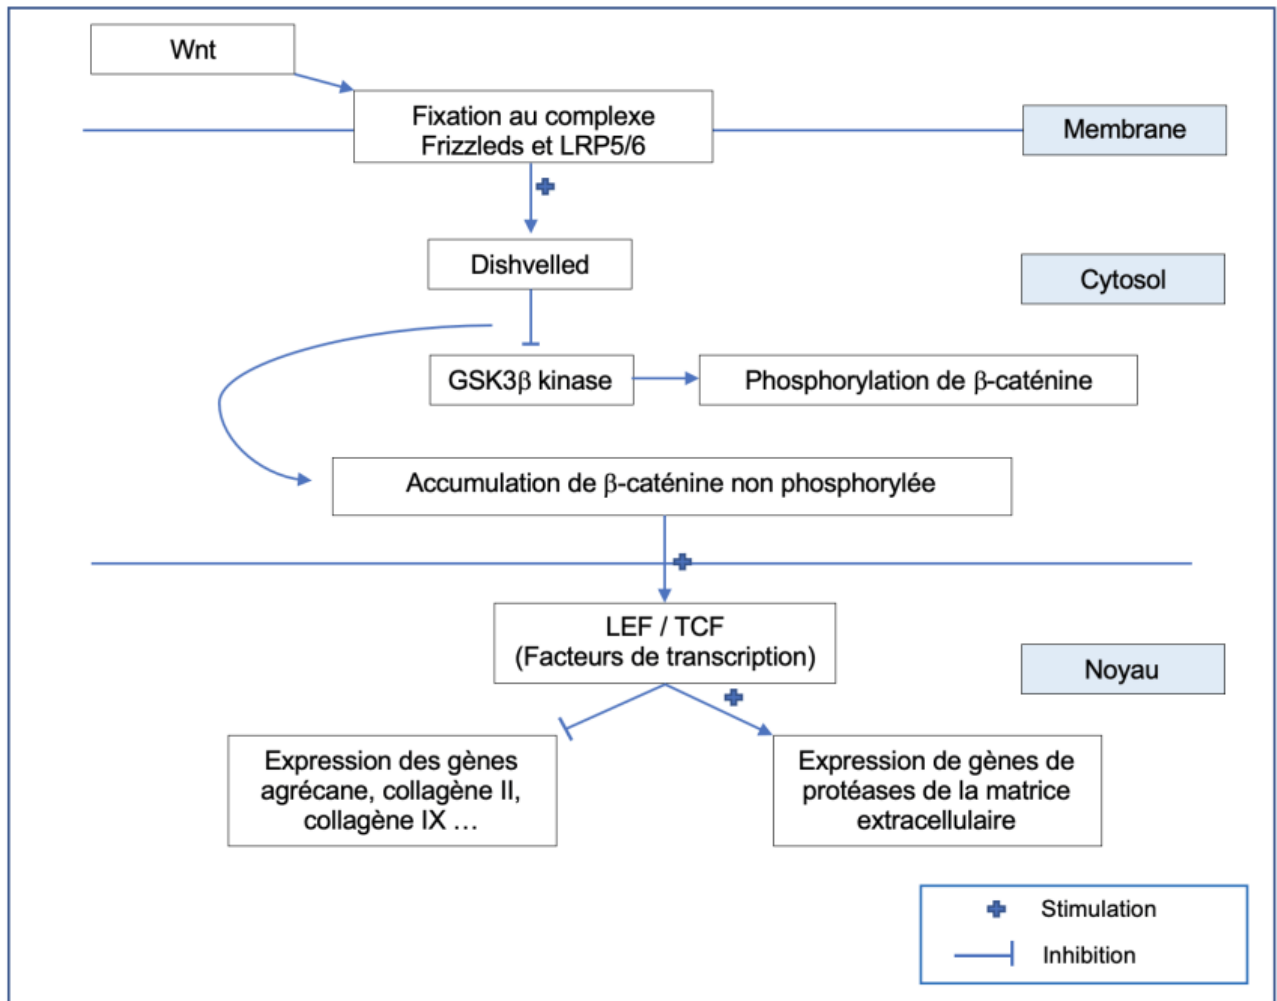 Wnt
Fixation au complexe
Frizzleds et LRP5/6
Membrane
Dishvelled
Cytosol
GSK3β kinase
Phosphorylation de β-caténine
Accumulation de β-caténine non phosphorylée
LEF / TCF
(Facteurs de transcription)
Noyau
Expression des gènes
agrécane, collagène II,
collagène IX …
Expression de gènes de
protéases de la matrice
extracellulaire
Stimulation
Inhibition